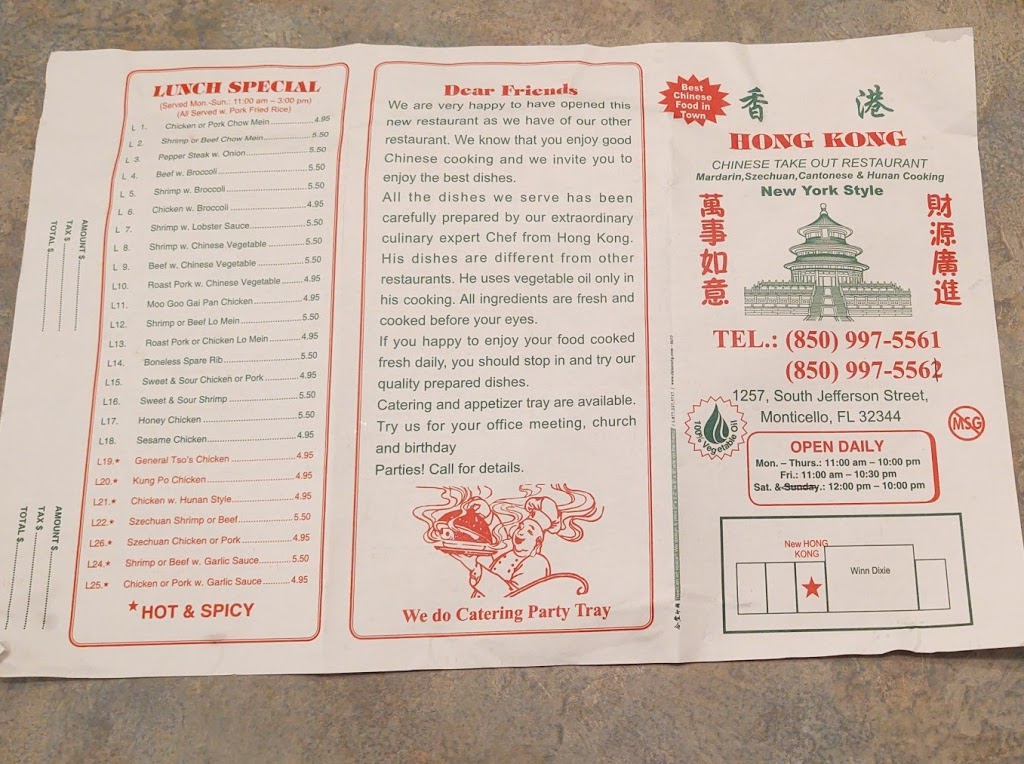 AMOUNT $
TAX $
TOTAL $
AMOUNT $
TAX $
TOTAL $
LUNCH SPECIAL
(Served Mon.-Sun.: 11:00 am – 3:00 pm)
(All Served w. Pork Fried Rice)
L 1. Chicken or Pork Chow Mein 4.95
L 2. Shrimp or Beef Chow Mein 5.50
L 3. Pepper Steak w. Onion 5.50
L 4. Beef w. Broccoli 5.50
L 5. Shrimp w. Broccoli 5.50
L 6. Chicken w. Broccoli 4.95
L 7. Shrimp w. Lobster Sauce 5.50
L 8. Shrimp w. Chinese Vegetable 5.50
L 9. Beef w. Chinese Vegetable 5.50
L10. Roast Pork w. Chinese Vegetable 4.95
L11. Moo Goo Gai Pan Chicken 4.95
L12. Shrimp or Beef Lo Mein 5.50
L13. Roast Pork or Chicken Lo Mein 4.95
L14. Boneless Spare Rib 5.50
L15. Sweet & Sour Chicken or Pork 4.95
L16. Sweet & Sour Shrimp 5.50
L17. Honey Chicken 5.50
L18. Sesame Chicken 4.95
L19.★ General Tso's Chicken 4.95
L20.★ Kung Po Chicken 4.95
L21.★ Chicken w. Hunan Style 4.95
L22.★ Szechuan Shrimp or Beef 5.50
L26.★ Szechuan Chicken or Pork 4.95
L24.★ Shrimp or Beef w. Garlic Sauce 5.50
L25.★ Chicken or Pork w. Garlic Sauce 4.95
★HOT & SPICY
Dear Friends
We are very happy to have opened this
new restaurant as we have of our other
restaurant. We know that you enjoy good
Chinese cooking and we invite you to
enjoy the best dishes.
All the dishes we serve has been
carefully prepared by our extraordinary
culinary expert Chef from Hong Kong.
His dishes are different from other
restaurants. He uses vegetable oil only in
his cooking. All ingredients are fresh and
cooked before your eyes.
If you happy to enjoy your food cooked
fresh daily, you should stop in and try our
quality prepared dishes.
Catering and appetizer tray are available.
Try us for your office meeting, church
and birthday
Parties! Call for details.
We do Catering Party Tray
Best
Chinese
Food in
Town
香港
HONG KONG
CHINESE TAKE OUT RESTAURANT
Mardarin,Szechuan,Cantonese & Hunan Cooking
New York Style
萬事如意
財源廣進
TEL.: (850) 997-5561
(850) 997-5562
1257, South Jefferson Street,
Monticello, FL 32344
100% Vegetable Oil
MSG
OPEN DAILY
Mon. – Thurs.: 11:00 am – 10:00 pm
Fri.: 11:00 am – 10:30 pm
Sat. & Sunday.: 12:00 pm – 10:00 pm
New HONG
KONG
Winn Dixie